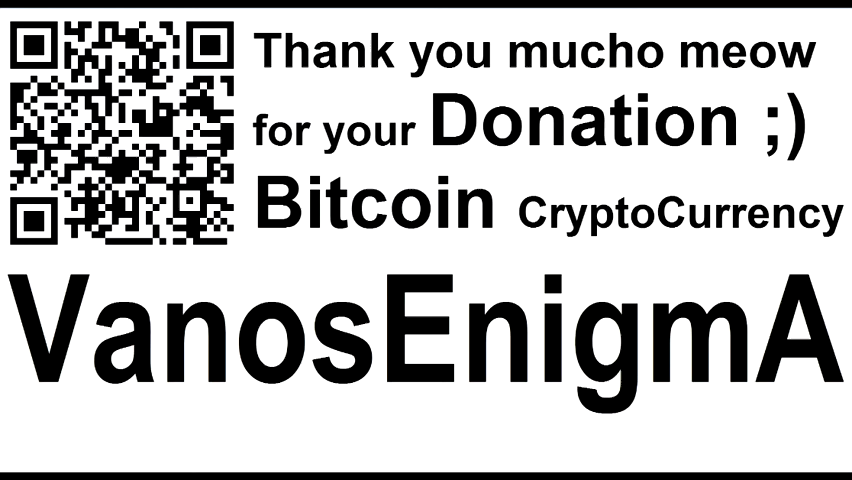 Thank you mucho meow
for your Donation ;)
Bitcoin CryptoCurrency
VanosEnigmA